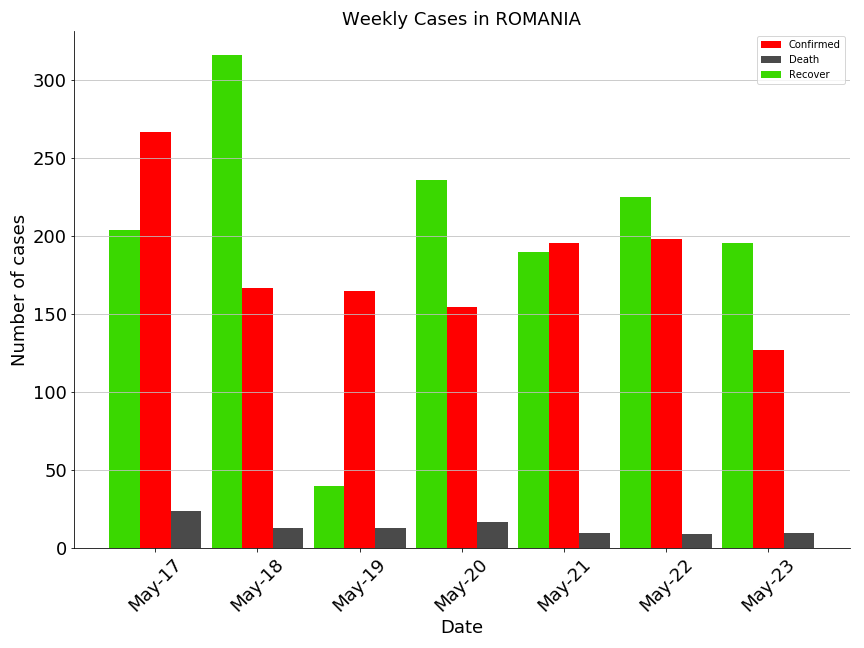 Weekly Cases in ROMANIA
Confirmed
Death
Recover
Number of cases
300
250
200
150
100
50
0
May-17
May-18
May-19
May-20
May-21
May-22
May-23
Date